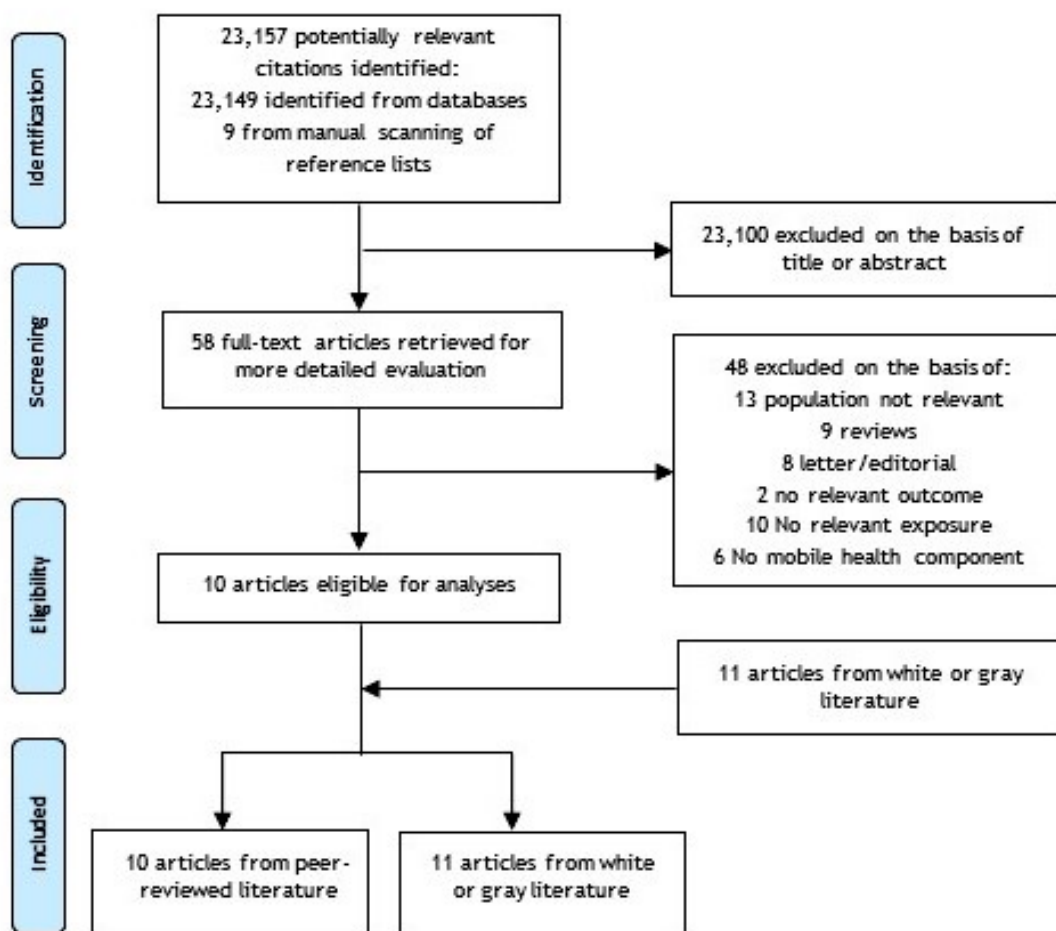 Identification
23,157 potentially relevant
citations identified:
23,149 identified from databases
9 from manual scanning of
reference lists
23,100 excluded on the basis of
title or abstract
Screening
58 full-text articles retrieved for
more detailed evaluation
48 excluded on the basis of:
13 population not relevant
9 reviews
8 letter/editorial
2 no relevant outcome
10 No relevant exposure
6 No mobile health component
Eligibility
10 articles eligible for analyses
11 articles from white or gray
literature
Included
10 articles from peer-
reviewed literature
11 articles from white
or gray literature